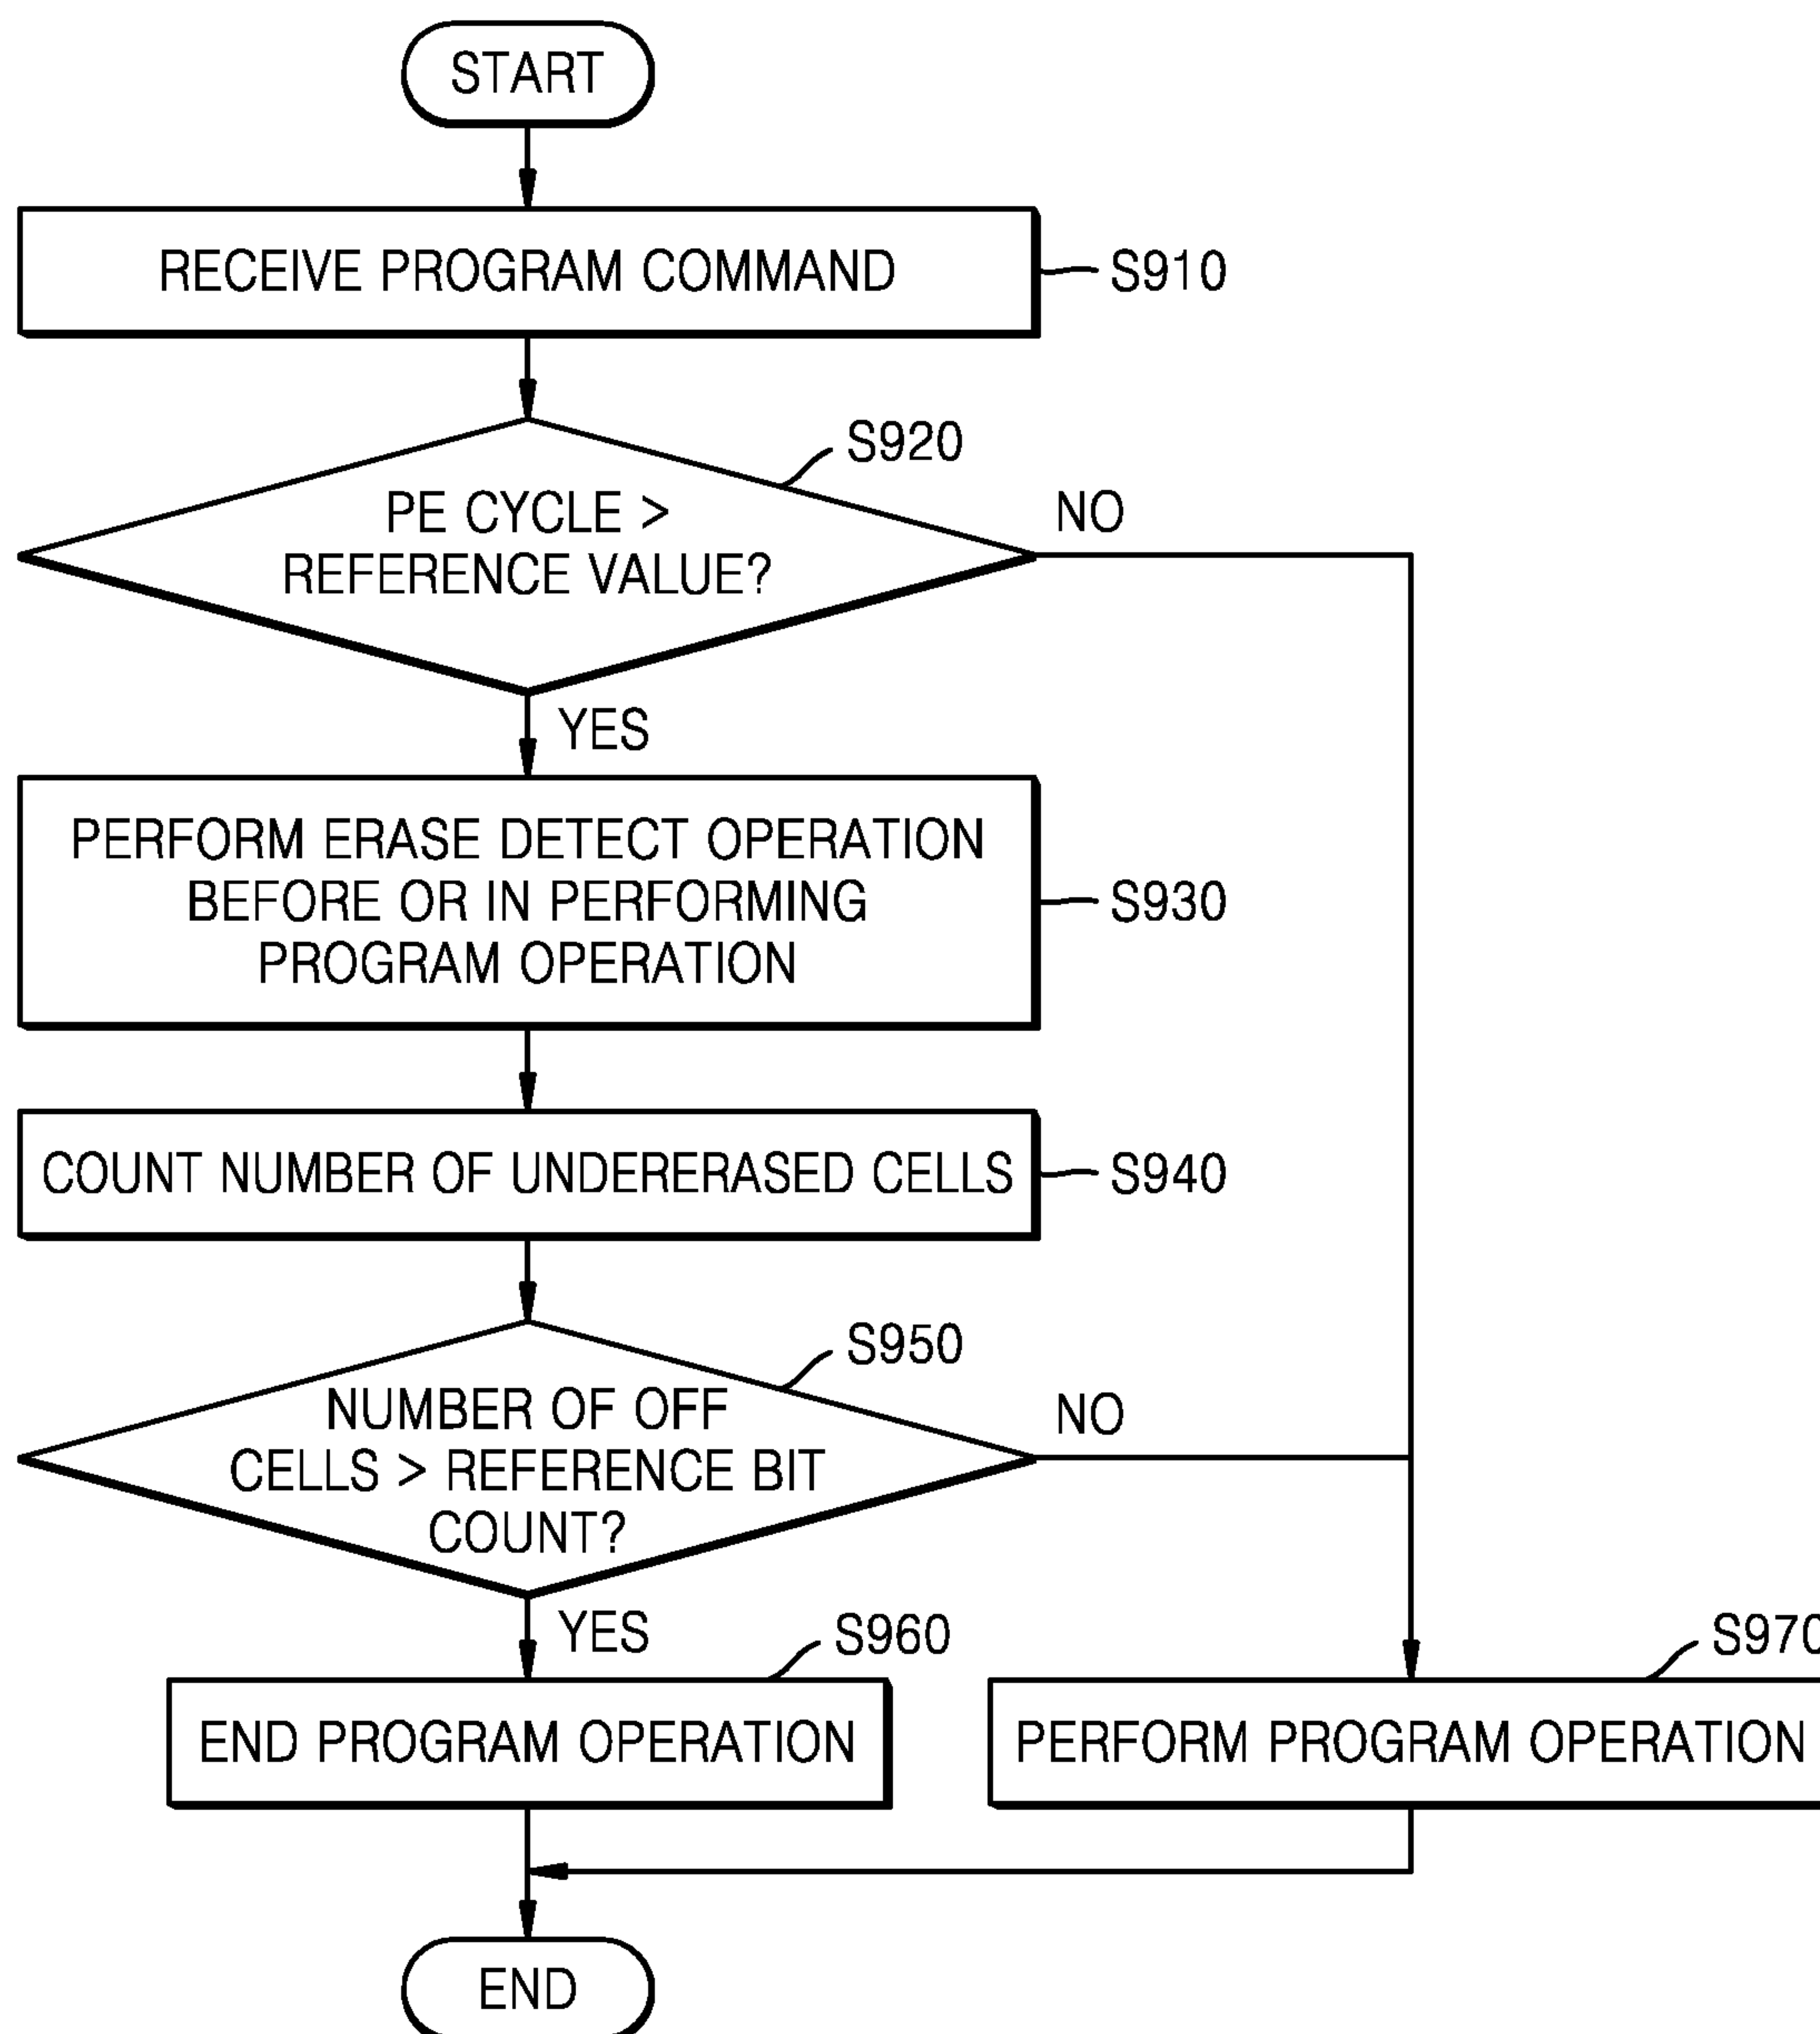 START
RECEIVE PROGRAM COMMAND
S910
S920
PE CYCLE >
REFERENCE VALUE?
NO
YES
PERFORM ERASE DETECT OPERATION
BEFORE OR IN PERFORMING
PROGRAM OPERATION
S930
COUNT NUMBER OF UNDERERASED CELLS
S940
S950
NUMBER OF OFF
CELLS > REFERENCE BIT
COUNT?
NO
YES
S960
S970
END PROGRAM OPERATION
PERFORM PROGRAM OPERATION
END